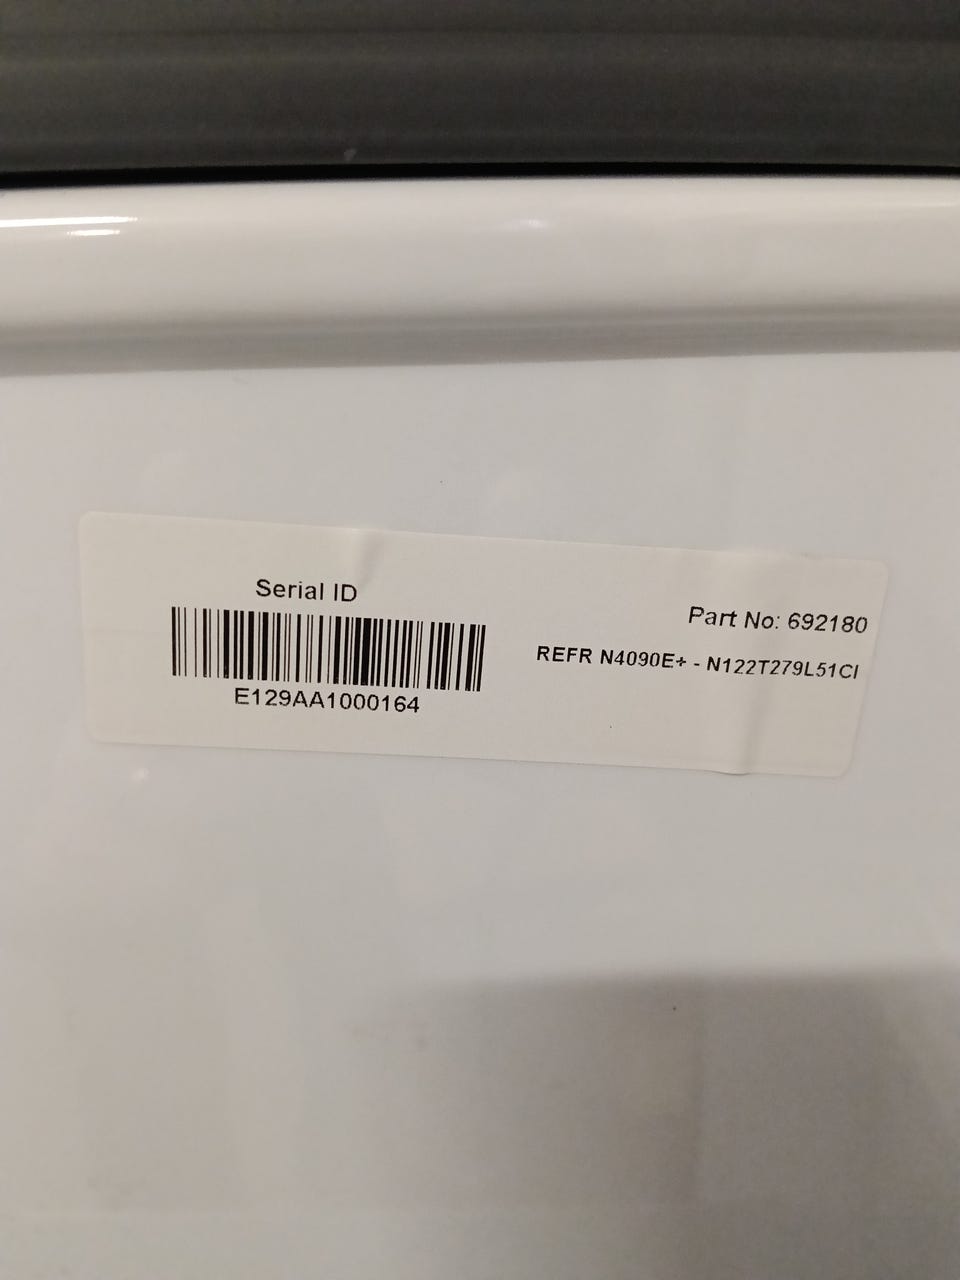 Serial ID
E129AA1000164
Part No: 692180
REFR N4090E+ - N122T279L51CI